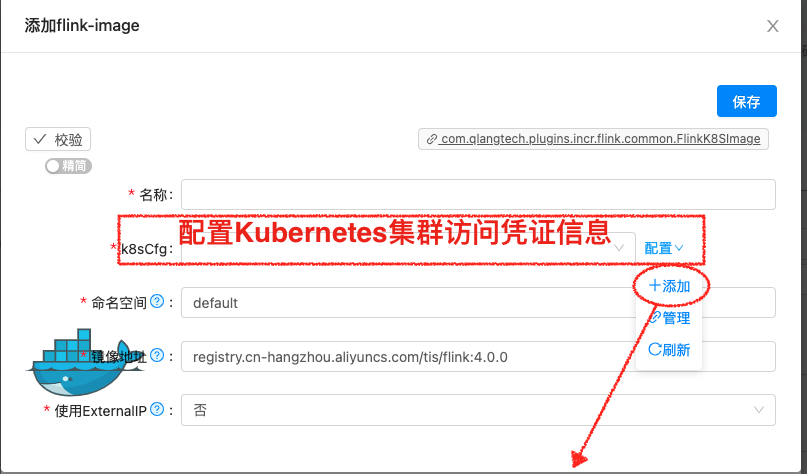 添加flink-image
保存
校验
com.qlangtech.plugins.incr.flink.common.FlinkK8SImage
精简
* 名称:
配置Kubernetes集群访问凭证信息
* k8sCfg:
配置
添加
* 命名空间 ? :
default
管理
* 镜像地址 ? :
registry.cn-hangzhou.aliyuncs.com/tis/flink:4.0.0
刷新
* 使用ExternalIP ? :
否